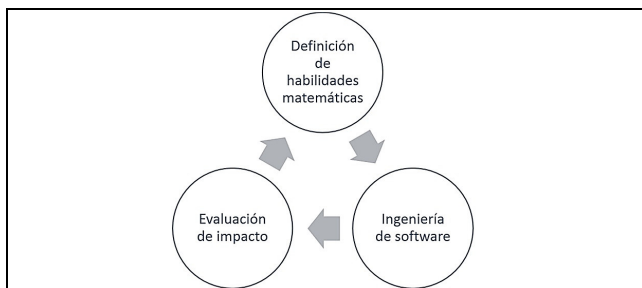 Definición
de
habilidades
matemáticas
Evaluación
de impacto
Ingeniería
de software